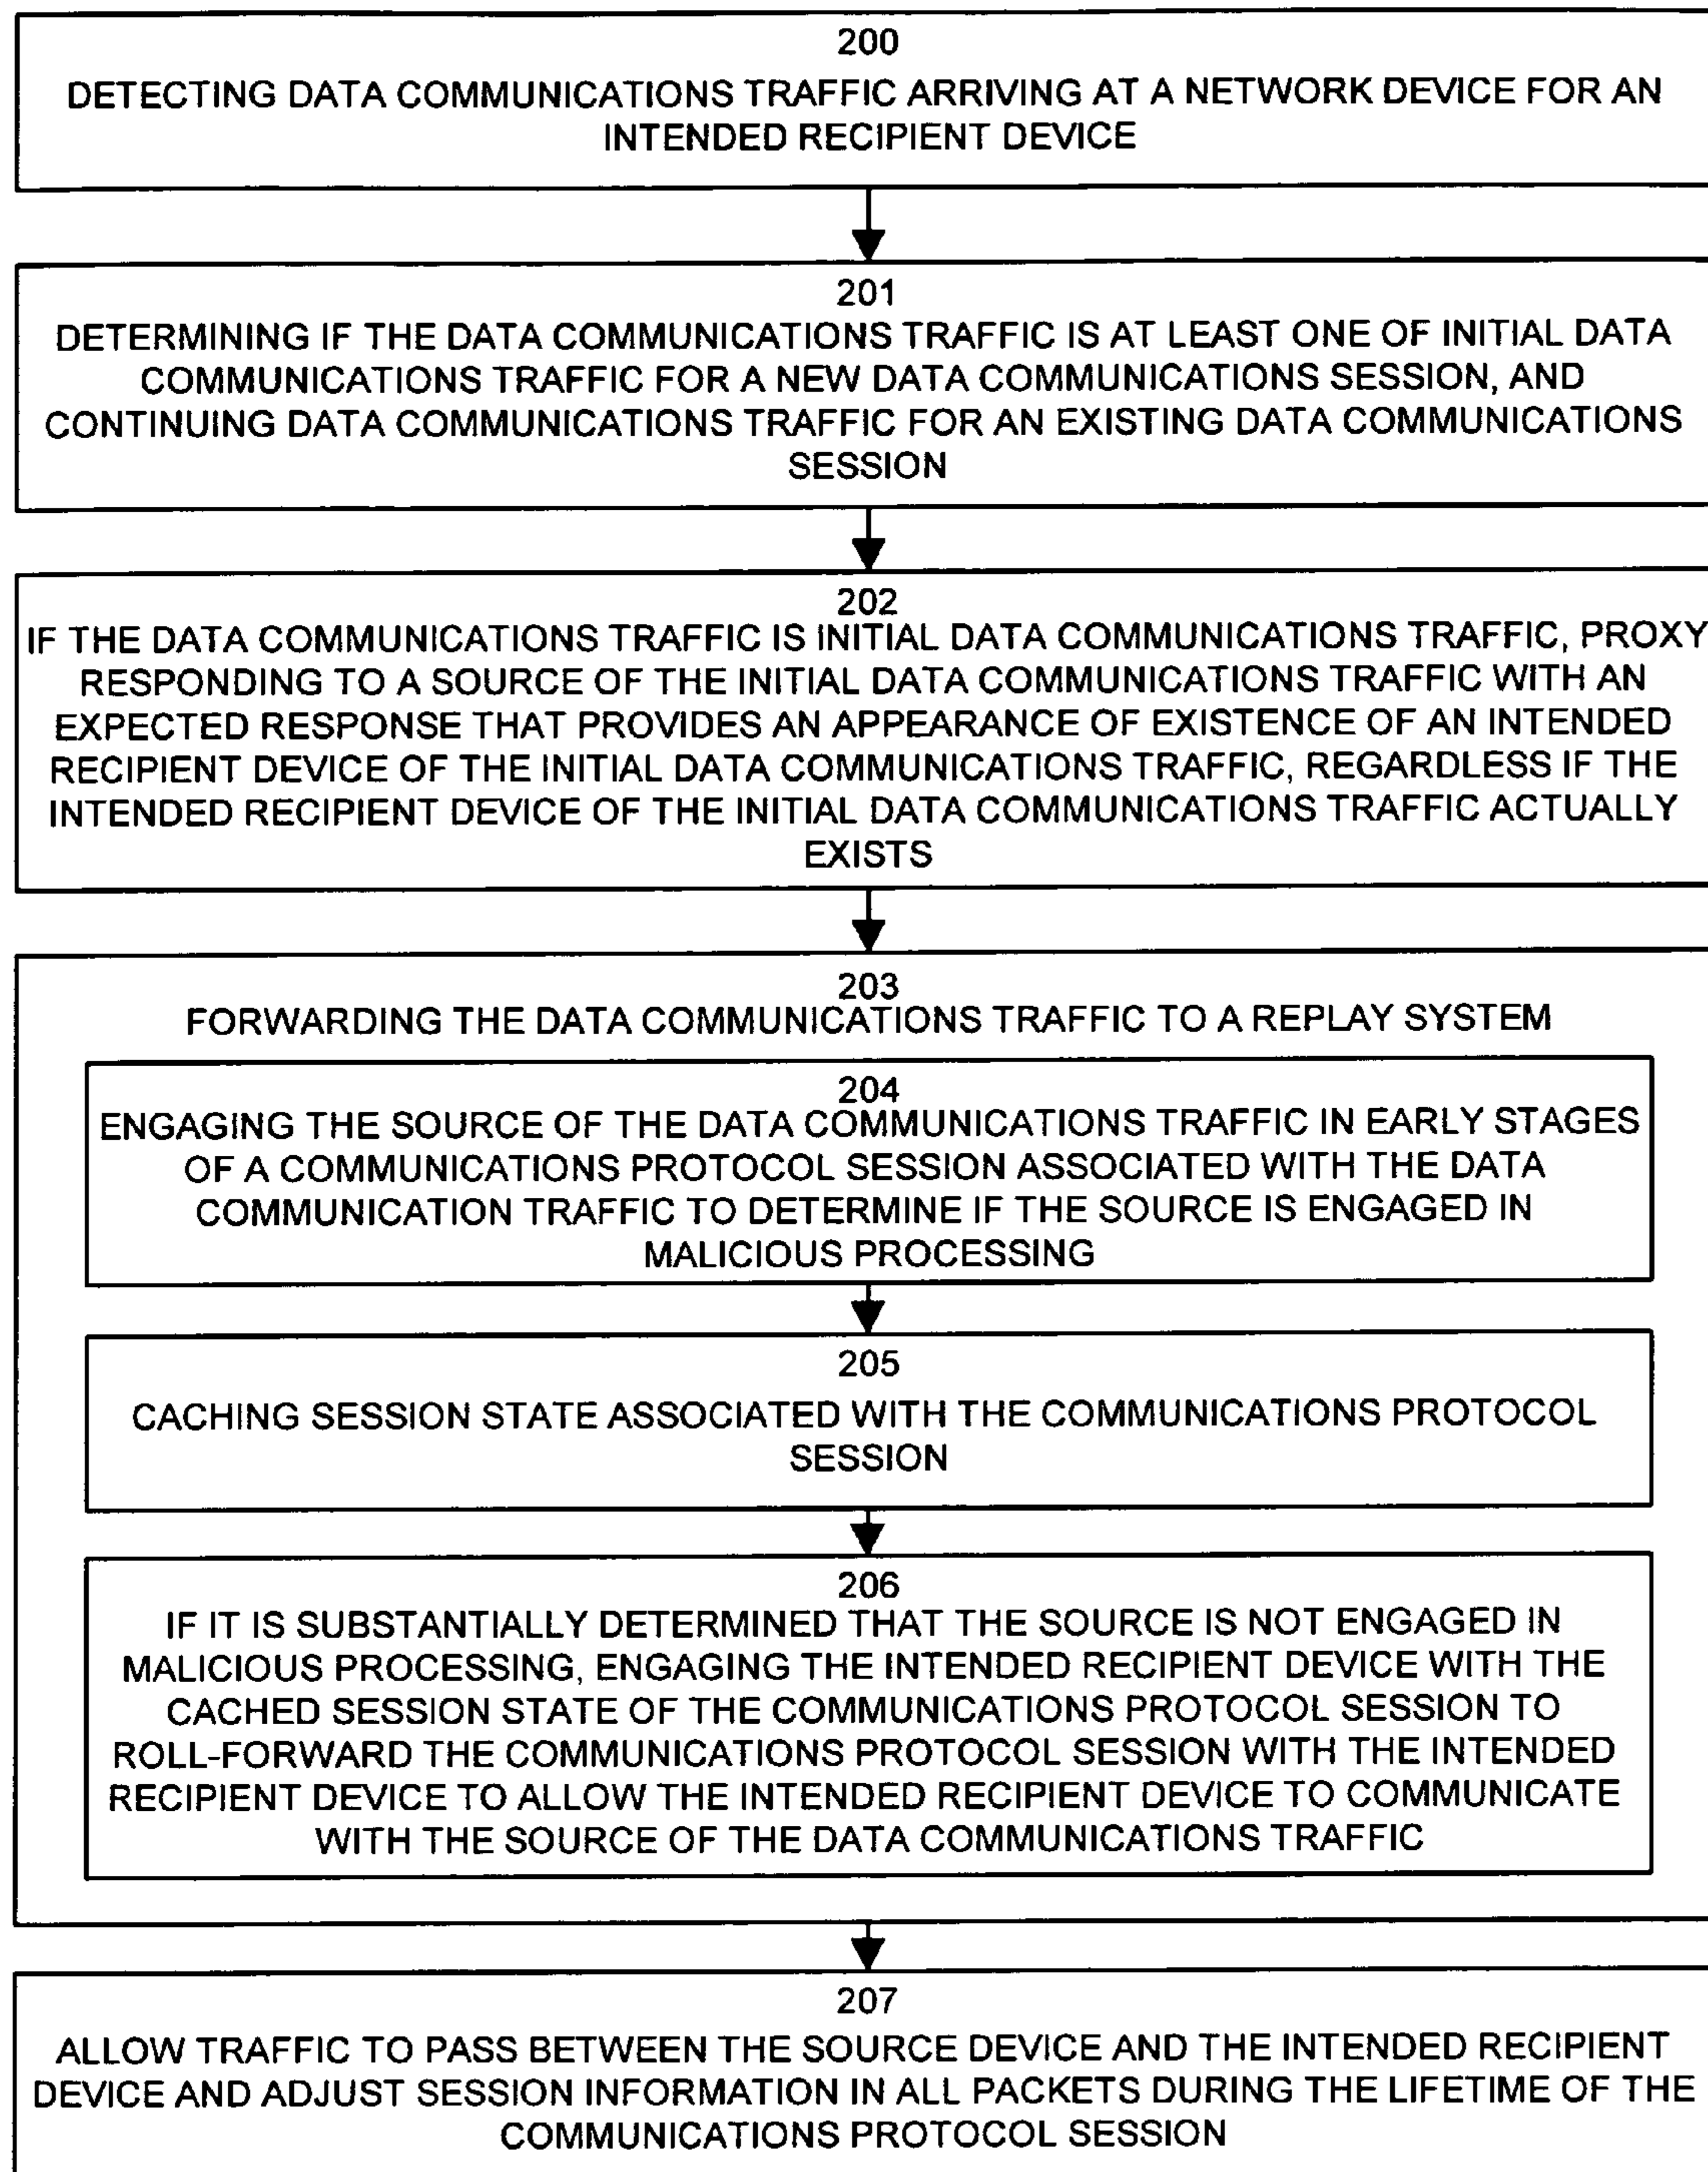 200
DETECTING DATA COMMUNICATIONS TRAFFIC ARRIVING AT A NETWORK DEVICE FOR AN
INTENDED RECIPIENT DEVICE
201
DETERMINING IF THE DATA COMMUNICATIONS TRAFFIC IS AT LEAST ONE OF INITIAL DATA
COMMUNICATIONS TRAFFIC FOR A NEW DATA COMMUNICATIONS SESSION, AND
CONTINUING DATA COMMUNICATIONS TRAFFIC FOR AN EXISTING DATA COMMUNICATIONS
SESSION
202
IF THE DATA COMMUNICATIONS TRAFFIC IS INITIAL DATA COMMUNICATIONS TRAFFIC, PROXY
RESPONDING TO A SOURCE OF THE INITIAL DATA COMMUNICATIONS TRAFFIC WITH AN
EXPECTED RESPONSE THAT PROVIDES AN APPEARANCE OF EXISTENCE OF AN INTENDED
RECIPIENT DEVICE OF THE INITIAL DATA COMMUNICATIONS TRAFFIC, REGARDLESS IF THE
INTENDED RECIPIENT DEVICE OF THE INITIAL DATA COMMUNICATIONS TRAFFIC ACTUALLY
EXISTS
203
FORWARDING THE DATA COMMUNICATIONS TRAFFIC TO A REPLAY SYSTEM
204
ENGAGING THE SOURCE OF THE DATA COMMUNICATIONS TRAFFIC IN EARLY STAGES
OF A COMMUNICATIONS PROTOCOL SESSION ASSOCIATED WITH THE DATA
COMMUNICATION TRAFFIC TO DETERMINE IF THE SOURCE IS ENGAGED IN
MALICIOUS PROCESSING
205
CACHING SESSION STATE ASSOCIATED WITH THE COMMUNICATIONS PROTOCOL
SESSION
206
IF IT IS SUBSTANTIALLY DETERMINED THAT THE SOURCE IS NOT ENGAGED IN
MALICIOUS PROCESSING, ENGAGING THE INTENDED RECIPIENT DEVICE WITH THE
CACHED SESSION STATE OF THE COMMUNICATIONS PROTOCOL SESSION TO
ROLL-FORWARD THE COMMUNICATIONS PROTOCOL SESSION WITH THE INTENDED
RECIPIENT DEVICE TO ALLOW THE INTENDED RECIPIENT DEVICE TO COMMUNICATE
WITH THE SOURCE OF THE DATA COMMUNICATIONS TRAFFIC
207
ALLOW TRAFFIC TO PASS BETWEEN THE SOURCE DEVICE AND THE INTENDED RECIPIENT
DEVICE AND ADJUST SESSION INFORMATION IN ALL PACKETS DURING THE LIFETIME OF THE
COMMUNICATIONS PROTOCOL SESSION